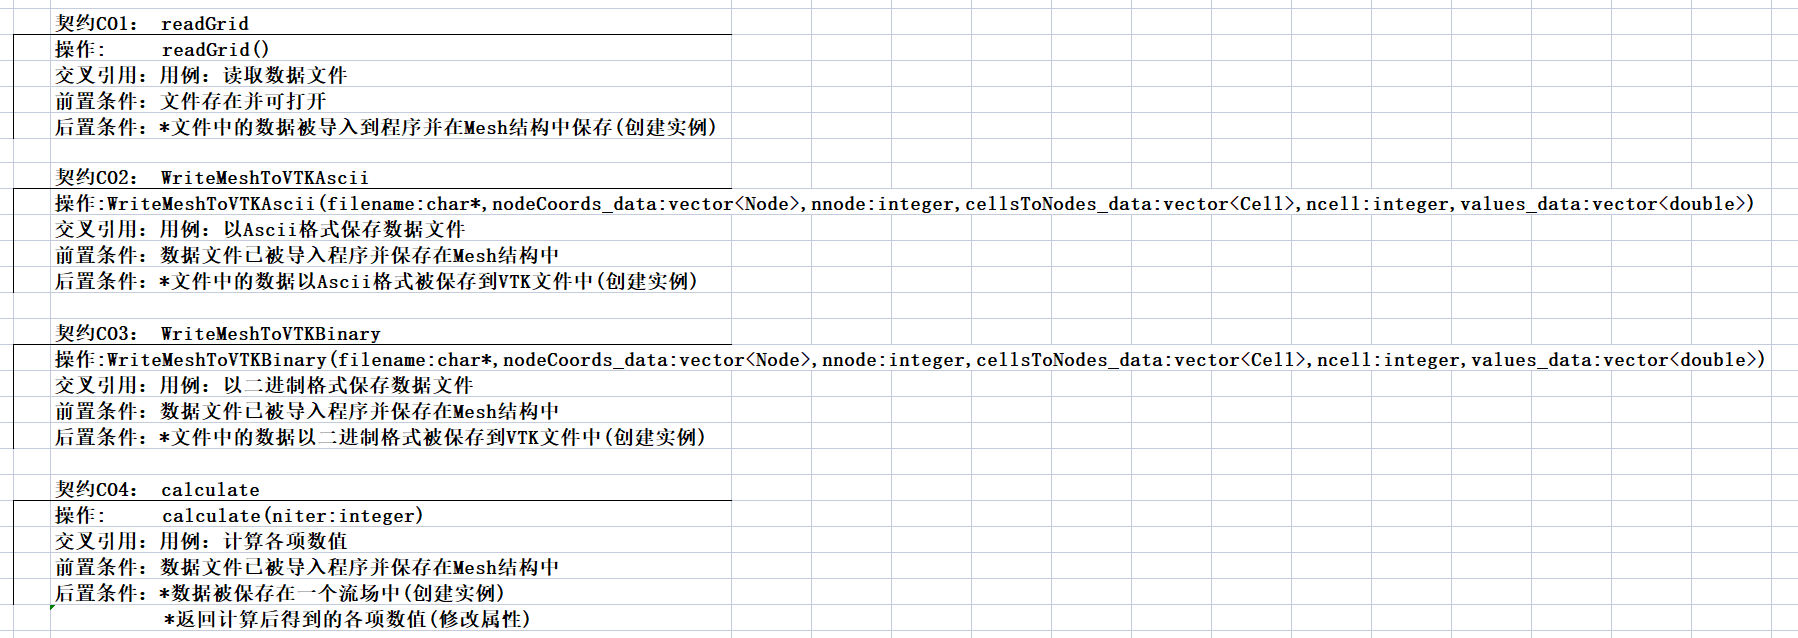 契约CO1： readGrid
操作： readGrid()
交叉引用：用例：读取数据文件
前置条件：文件存在并可打开
后置条件：*文件中的数据被导入到程序并在Mesh结构中保存(创建实例)
契约CO2： WriteMeshToVTKAscii
操作:WriteMeshToVTKAscii(filename:char*,nodeCoords_data:vector<Node>,nnode:integer,cellsToNodes_data:vector<Cell>,ncell:integer,values_data:vector<double>)
交叉引用：用例：以Ascii格式保存数据文件
前置条件：数据文件已被导入程序并保存在Mesh结构中
后置条件：*文件中的数据以Ascii格式被保存到VTK文件中(创建实例)
契约CO3： WriteMeshToVTKBinary
操作:WriteMeshToVTKBinary(filename:char*,nodeCoords_data:vector<Node>,nnode:integer,cellsToNodes_data:vector<Cell>,ncell:integer,values_data:vector<double>)
交叉引用：用例：以二进制格式保存数据文件
前置条件：数据文件已被导入程序并保存在Mesh结构中
后置条件：*文件中的数据以二进制格式被保存到VTK文件中(创建实例)
契约CO4： calculate
操作： calculate(niter:integer)
交叉引用：用例：计算各项数值
前置条件：数据文件已被导入程序并保存在Mesh结构中
后置条件：*数据被保存在一个流场中(创建实例)
*返回计算后得到的各项数值(修改属性)